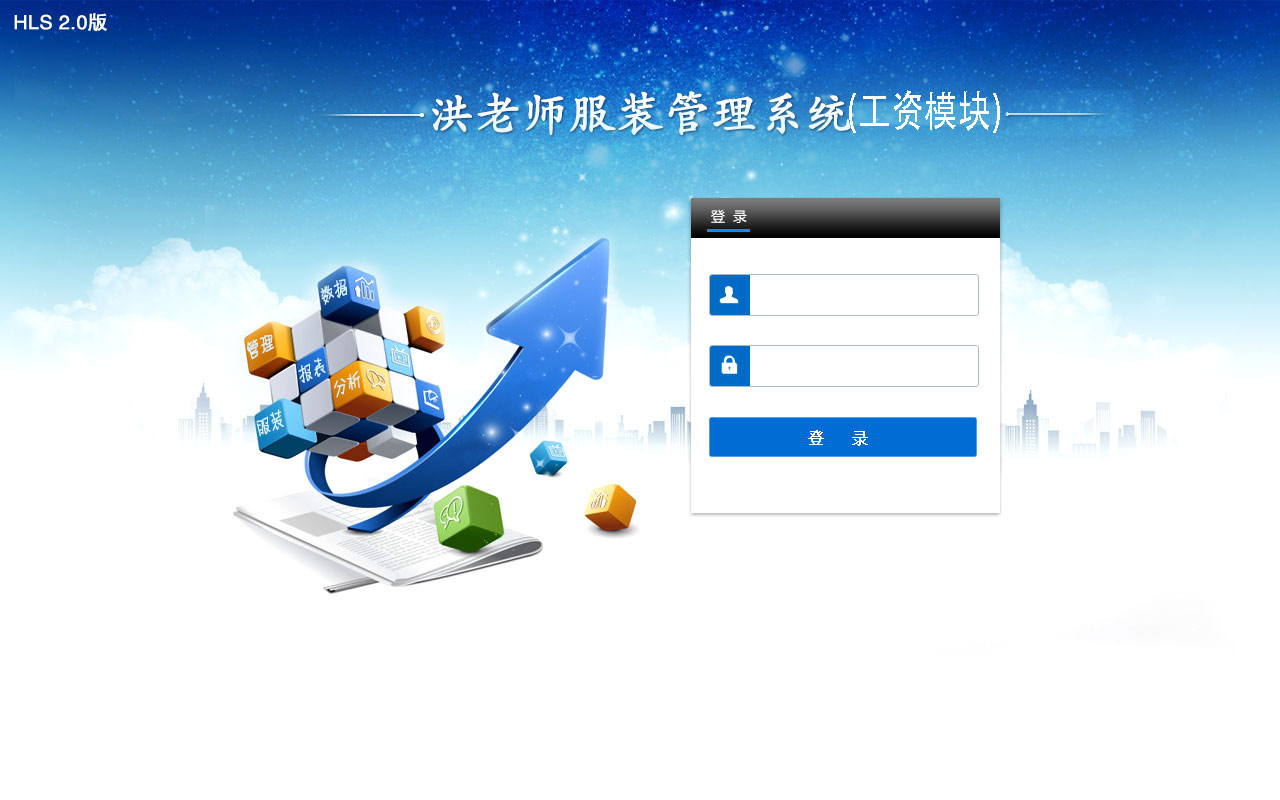 HLS 2.0版
洪老师服装管理系统(工资模块)
登 录
数据
管理
报表
分析
服装
登 录